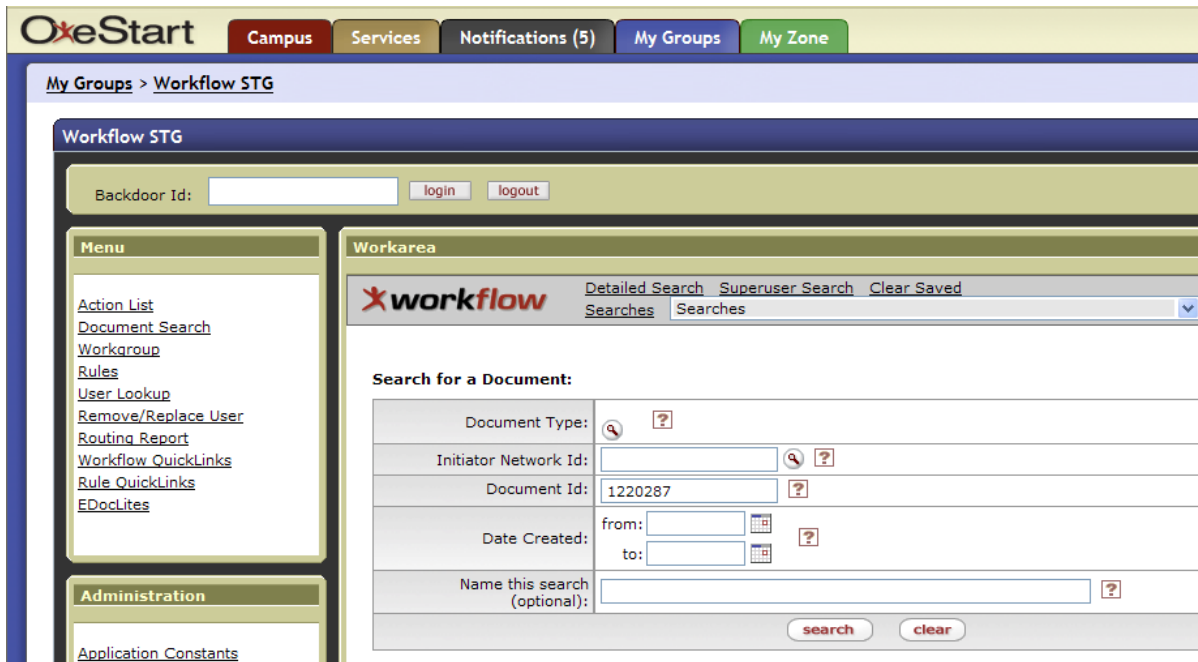 OneStart Campus Services Notifications (5) My Groups My Zone
My Groups > Workflow STG
Workflow STG
Backdoor Id: login logout
Menu
Action List
Document Search
Workgroup
Rules
User Lookup
Remove/Replace User
Routing Report
Workflow QuickLinks
Rule QuickLinks
EDocLites
Administration
Application Constants
Workarea
workflow
Detailed Search Superuser Search Clear Saved
Searches Searches
Search for a Document:
Document Type: ?
Initiator Network Id: ?
Document Id: 1220287 ?
Date Created: from: ?
to:
Name this search
(optional): ?
search clear